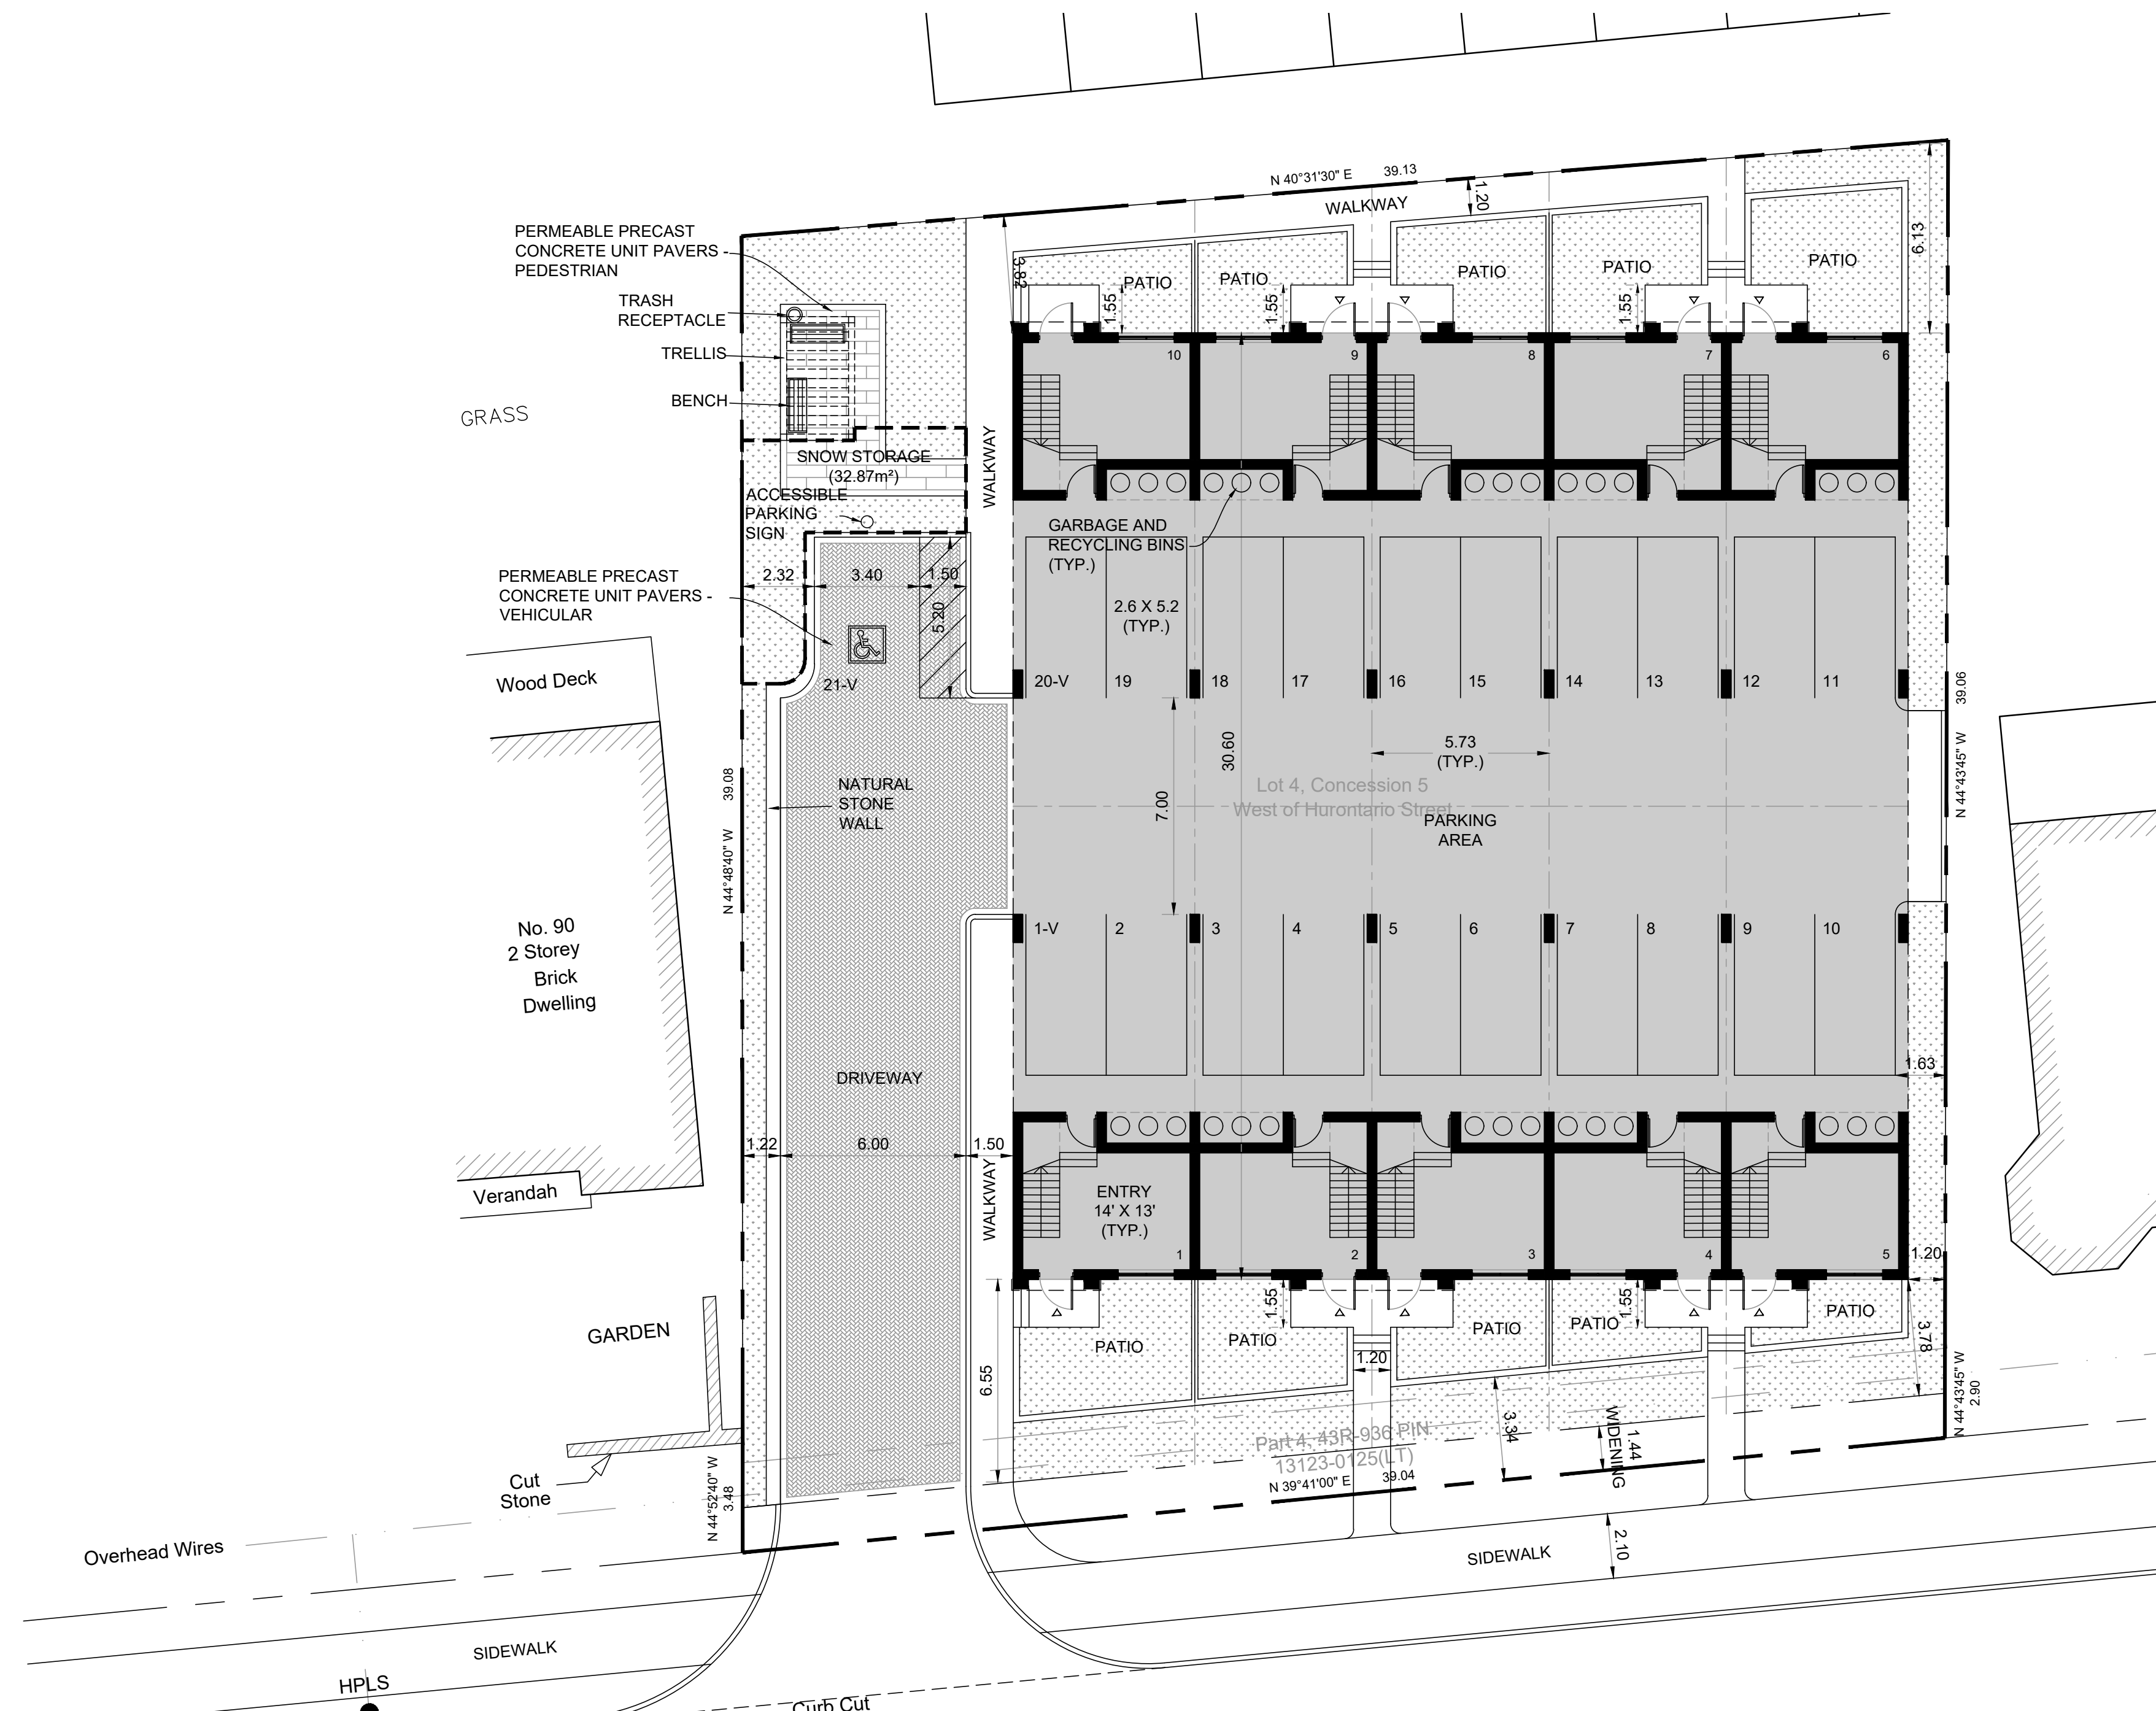 N 40°31'30" E 39.13
WALKWAY
1.20
6.13
PERMEABLE PRECAST
CONCRETE UNIT PAVERS -
PEDESTRIAN
TRASH
RECEPTACLE
TRELLIS
BENCH
GRASS
3.82
PATIO
PATIO
PATIO
PATIO
PATIO
1.55
1.55
1.55
10
9
8
7
6
WALKWAY
SNOW STORAGE
(32.87m²)
ACCESSIBLE
PARKING
SIGN
GARBAGE AND
RECYCLING BINS
(TYP.)
PERMEABLE PRECAST
CONCRETE UNIT PAVERS -
VEHICULAR
2.32
3.40
1.50
5.20
2.6 X 5.2
(TYP.)
Wood Deck
21-V
20-V
19
18
17
16
15
14
13
12
11
N 44°43'45" W 39.06
5.73
(TYP.)
30.60
7.00
Lot 4, Concession 5
West of Hurontario Street
PARKING
AREA
NATURAL
STONE
WALL
N 44°48'40" W 39.08
No. 90
2 Storey
Brick
Dwelling
1-V
2
3
4
5
6
7
8
9
10
DRIVEWAY
1.63
1.22
6.00
1.50
WALKWAY
Verandah
ENTRY
14' X 13'
(TYP.)
1
2
3
4
5
1.20
GARDEN
1.55
1.55
PATIO
PATIO
PATIO
PATIO
PATIO
1.20
3.78
6.55
3.34
WIDENING
1.44
N 44°43'45" W
2.90
Part 4, 43R-936 PIN
13123-0125(LT)
N 39°41'00" E 39.04
Cut
Stone
N 44°52'40" W
3.48
Overhead Wires
SIDEWALK
2.10
SIDEWALK
HPLS
Curb Cut